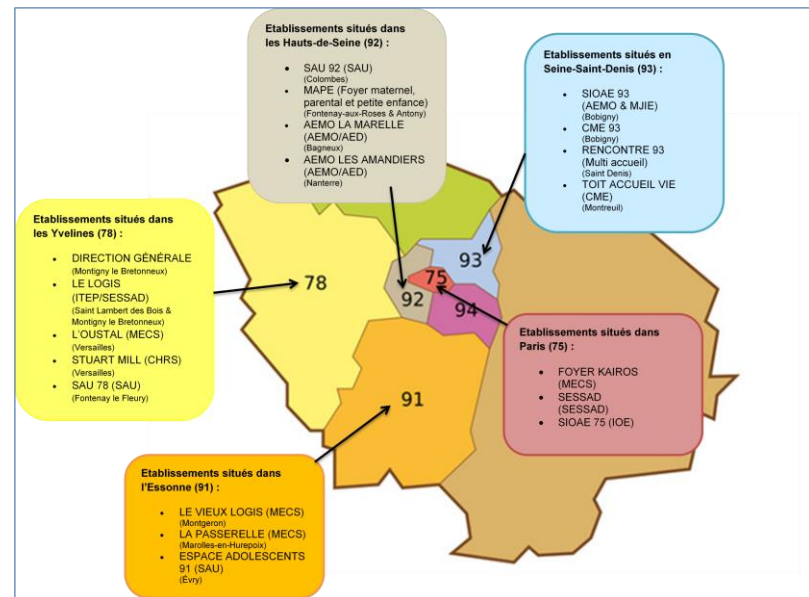 Etablissements situés dans
les Hauts-de-Seine (92) :
SAU 92 (SAU)
(Colombes)
MAPE (Foyer maternel,
parental et petite enfance)
(Fontenay-aux-Roses & Antony)
AEMO LA MARELLE
(AEMO/AED)
(Bagneux)
AEMO LES AMANDIERS
(AEMO/AED)
(Nanterre)
Etablissements situés en
Seine-Saint-Denis (93) :
SIOAE 93
(AEMO & MJIE)
(Bobigny)
CME 93
(Bobigny)
RENCONTRE 93
(Multi accueil)
(Saint Denis)
TOIT ACCUEIL VIE
(CME)
(Montreuil)
Etablissements situés dans
les Yvelines (78) :
DIRECTION GÉNÉRALE
(Montigny le Bretonneux)
LE LOGIS
(ITEP/SESSAD)
(Saint Lambert des Bois &
Montigny le Bretonneux)
L'OUSTAL (MECS)
(Versailles)
STUART MILL (CHRS)
(Versailles)
SAU 78 (SAU)
(Fontenay le Fleury)
78
93
75
92
94
91
Etablissements situés dans
Paris (75) :
FOYER KAIROS
(MECS)
SESSAD
(SESSAD)
SIOAE 75 (IOE)
Etablissements situés dans
l'Essonne (91) :
LE VIEUX LOGIS (MECS)
(Montgeron)
LA PASSERELLE (MECS)
(Marolles-en-Hurepoix)
ESPACE ADOLESCENTS
91 (SAU)
(Évry)